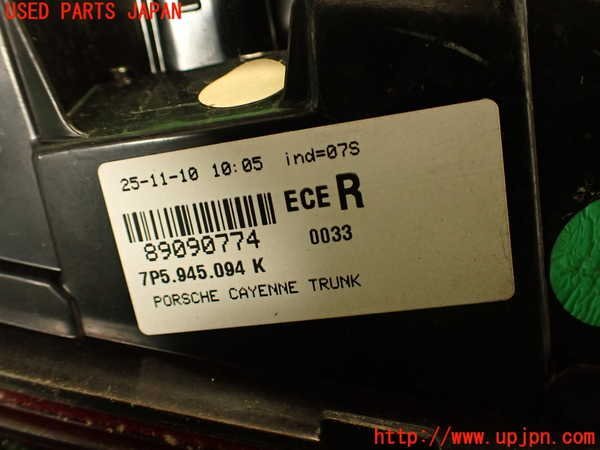 USED PARTS JAPAN
25-11-10 10:05 ind=07S
ECE R
89090774 0033
7P5.945.094 K
PORSCHE CAYENNE TRUNK
http://www.upjpn.com/